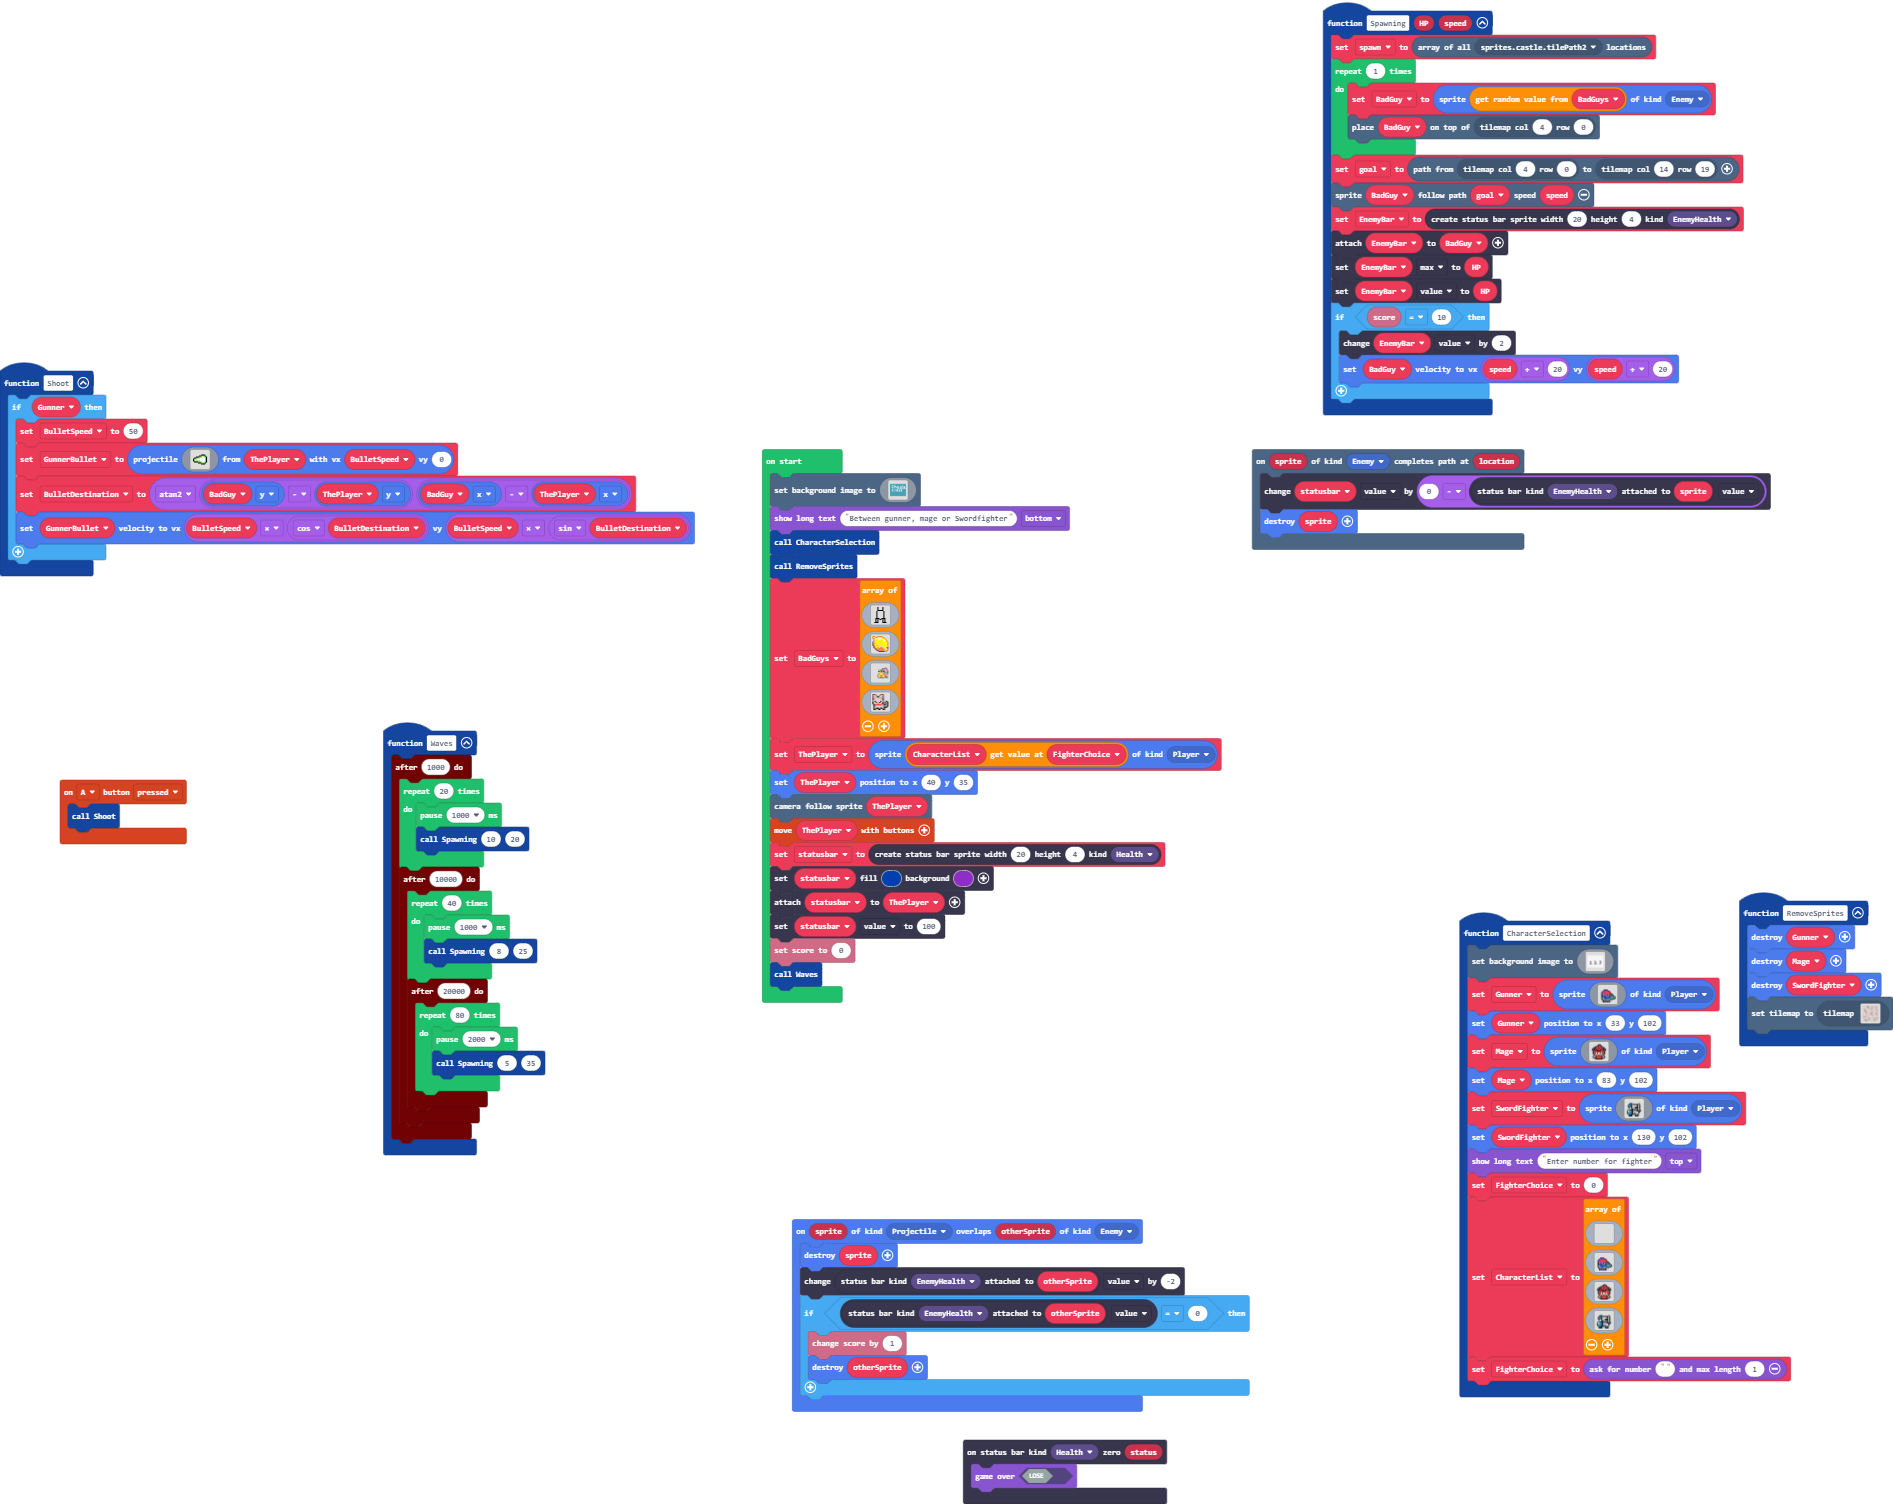 function Spawning HP speed
set spawn to array of all sprites.castle.tilePath2 locations
repeat 1 times
do
set BadGuy to sprite get random value from BadGuys of kind Enemy
place BadGuy on top of tilemap col 4 row 0
set goal to path from tilemap col 4 row 0 to tilemap col 14 row 19
sprite BadGuy follow path goal speed speed
set EnemyBar to create status bar sprite width 20 height 4 kind EnemyHealth
attach EnemyBar to BadGuy
set EnemyBar max to HP
set EnemyBar value to HP
if score = 10 then
change EnemyBar value by 2
set BadGuy velocity to vx speed + 20 vy speed + 20
function Shoot
if Gunner then
set BulletSpeed to 50
set GunnerBullet to projectile from ThePlayer with vx BulletSpeed vy 0
set BulletDestination to atan2 BadGuy y - ThePlayer y BadGuy x - ThePlayer x
set GunnerBullet velocity to vx BulletSpeed × cos BulletDestination vy BulletSpeed × sin BulletDestination
on start
set background image to
show long text "Between gunner, mage or Swordfighter" bottom
call CharacterSelection
call RemoveSprites
array of
set BadGuys to
set ThePlayer to sprite CharacterList get value at FighterChoice of kind Player
set ThePlayer position to x 40 y 35
camera follow sprite ThePlayer
move ThePlayer with buttons
set statusbar to create status bar sprite width 20 height 4 kind Health
set statusbar fill background
attach statusbar to ThePlayer
set statusbar value to 100
set score to 0
call Waves
on sprite of kind Enemy completes path at location
change statusbar value by 0 - status bar kind EnemyHealth attached to sprite value
destroy sprite
function Waves
after 1000 do
repeat 20 times
do
pause 1000 ms
call Spawning 10 20
after 10000 do
repeat 40 times
do
pause 1000 ms
call Spawning 8 25
after 20000 do
repeat 80 times
do
pause 2000 ms
call Spawning 5 35
on A button pressed
call Shoot
function RemoveSprites
destroy Gunner
destroy Mage
destroy SwordFighter
set tilemap to tilemap
function CharacterSelection
set background image to
set Gunner to sprite of kind Player
set Gunner position to x 33 y 102
set Mage to sprite of kind Player
set Mage position to x 83 y 102
set SwordFighter to sprite of kind Player
set SwordFighter position to x 130 y 102
show long text "Enter number for fighter" top
set FighterChoice to 0
array of
set CharacterList to
set FighterChoice to ask for number "" and max length 1
on sprite of kind Projectile overlaps otherSprite of kind Enemy
destroy sprite
change status bar kind EnemyHealth attached to otherSprite value by -2
if status bar kind EnemyHealth attached to otherSprite value = 0 then
change score by 1
destroy otherSprite
on status bar kind Health zero status
game over LOSE